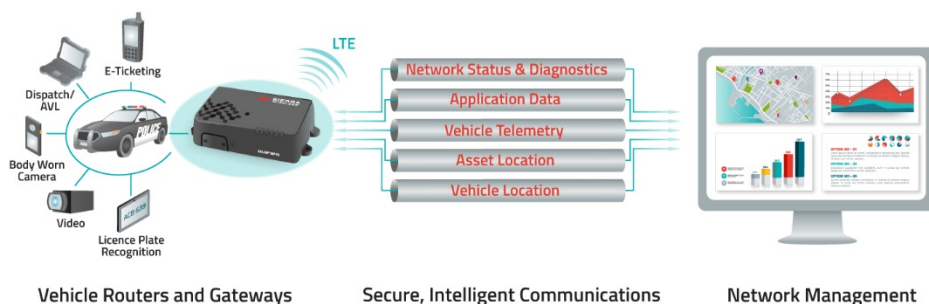 E-Ticketing
Dispatch/
AVL
POLICE
Body Worn
Camera
Video
Licence Plate
Recognition
SIERRA
LTE
Network Status & Diagnostics
Application Data
Vehicle Telemetry
Asset Location
Vehicle Location
Vehicle Routers and Gateways
Secure, Intelligent Communications
Network Management